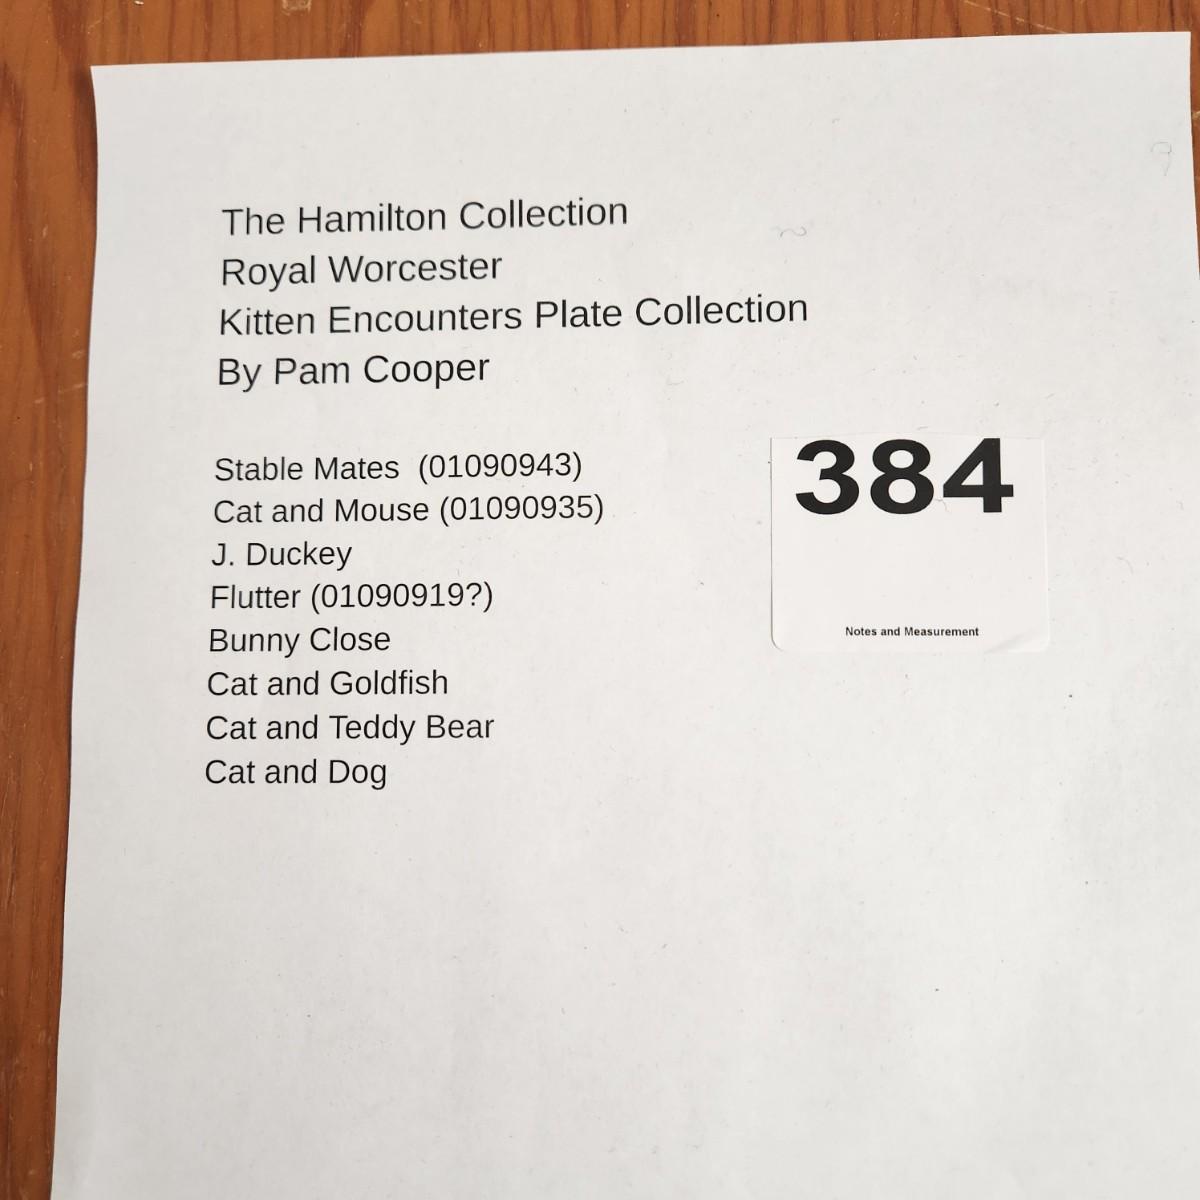 The Hamilton Collection
Royal Worcester
Kitten Encounters Plate Collection
By Pam Cooper
Stable Mates  (01090943)
Cat and Mouse (01090935)
J. Duckey
Flutter (01090919?)
Bunny Close
Cat and Goldfish
Cat and Teddy Bear
Cat and Dog
384
Notes and Measurement